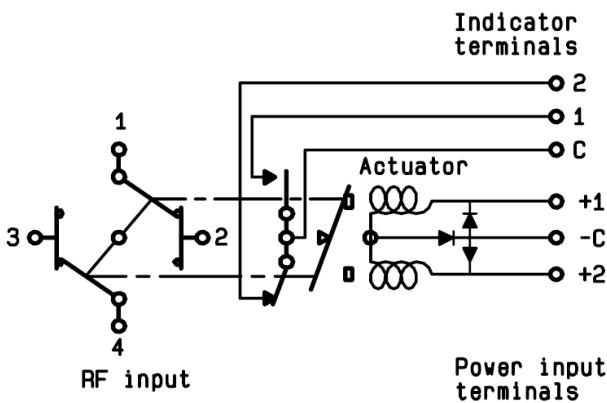 Indicator
terminals
2
1
1
C
Actuator
+1
3
2
-C
+2
4
RF input
Power input
terminals